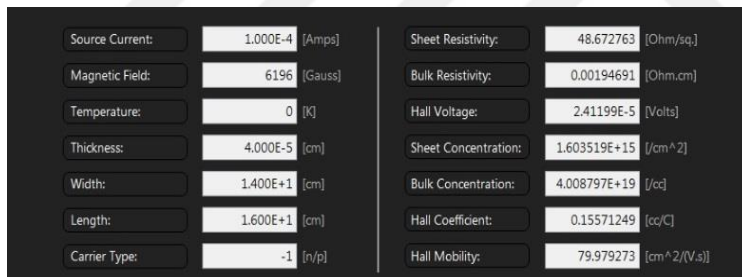 Source Current: 1.000E-4 [Amps] Sheet Resistivity: 48.672763 [Ohm/sq.]
Magnetic Field: 6196 [Gauss] Bulk Resistivity: 0.00194691 [Ohm.cm]
Temperature: 0 [K] Hall Voltage: 2.41199E-5 [Volts]
Thickness: 4.000E-5 [cm] Sheet Concentration: 1.603519E+15 [/cm^2]
Width: 1.400E+1 [cm] Bulk Concentration: 4.008797E+19 [/cc]
Length: 1.600E+1 [cm] Hall Coefficient: 0.15571249 [cc/C]
Carrier Type: -1 [n/p] Hall Mobility: 79.979273 [cm^2/(V.s)]